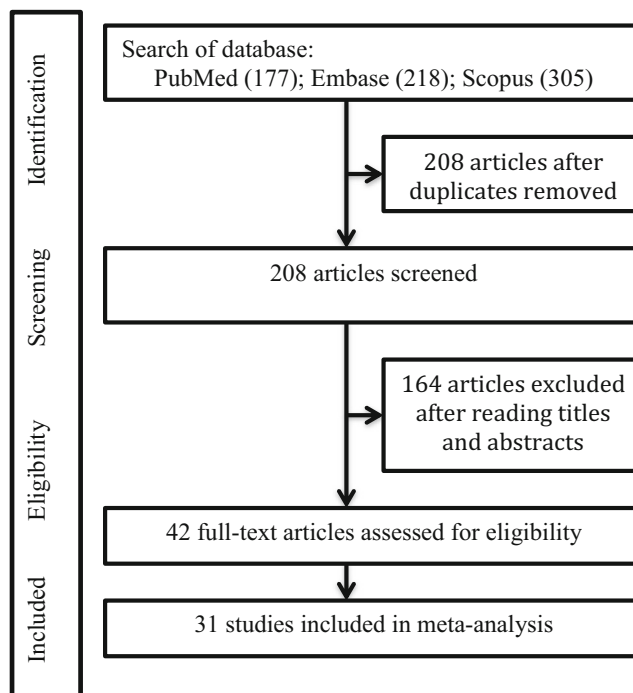 Identification
Search of database:
PubMed (177); Embase (218); Scopus (305)
208 articles after
duplicates removed
Screening
208 articles screened
164 articles excluded
after reading titles
and abstracts
Eligibility
42 full-text articles assessed for eligibility
Included
31 studies included in meta-analysis